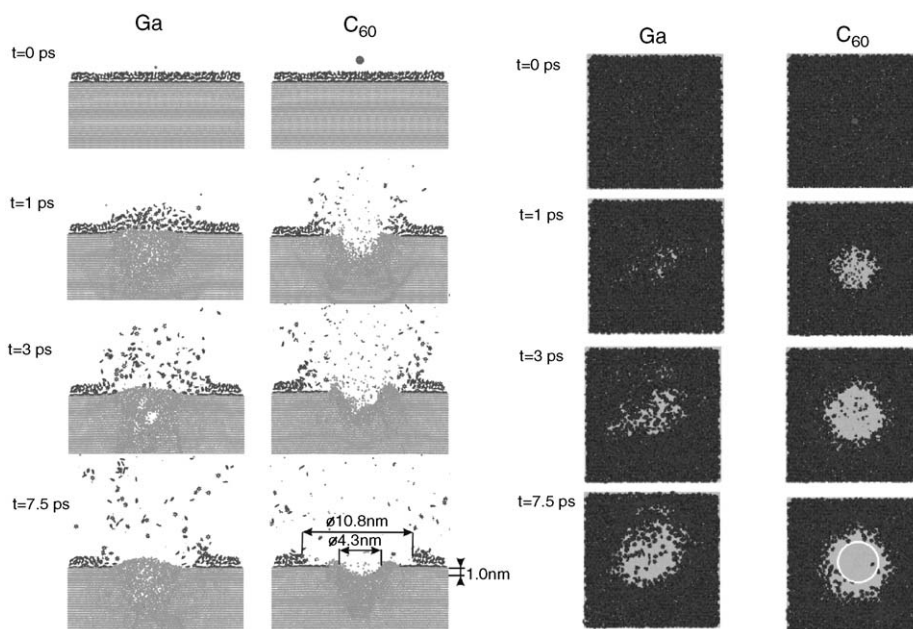 Ga C₆₀
t=0 ps
t=1 ps
t=3 ps
t=7.5 ps
ø10.8nm
ø4.3nm
1.0nm
Ga C₆₀
t=0 ps
t=1 ps
t=3 ps
t=7.5 ps